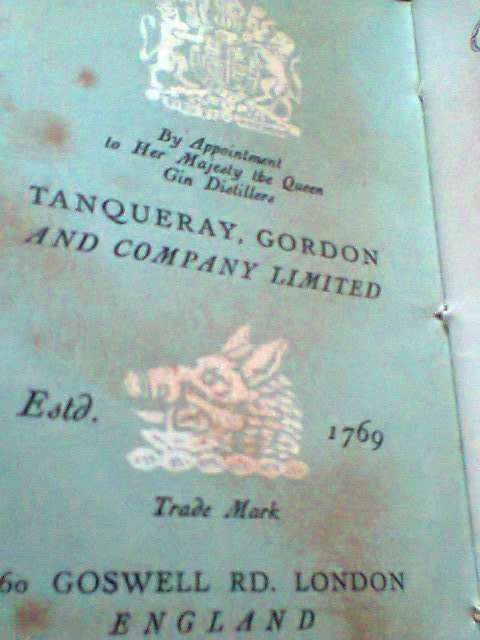 By Appointment
to Her Majesty the Queen
Gin Distillers
TANQUERAY, GORDON
AND COMPANY LIMITED
Estd. 1769
Trade Mark
60 GOSWELL RD. LONDON
ENGLAND